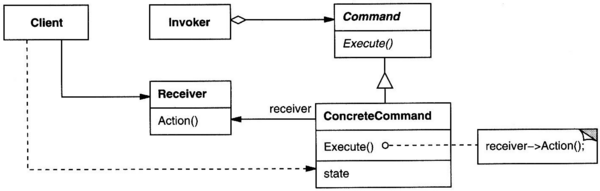 Client
Invoker
Command
Execute()
Receiver
Action()
receiver
ConcreteCommand
Execute()
state
receiver->Action();